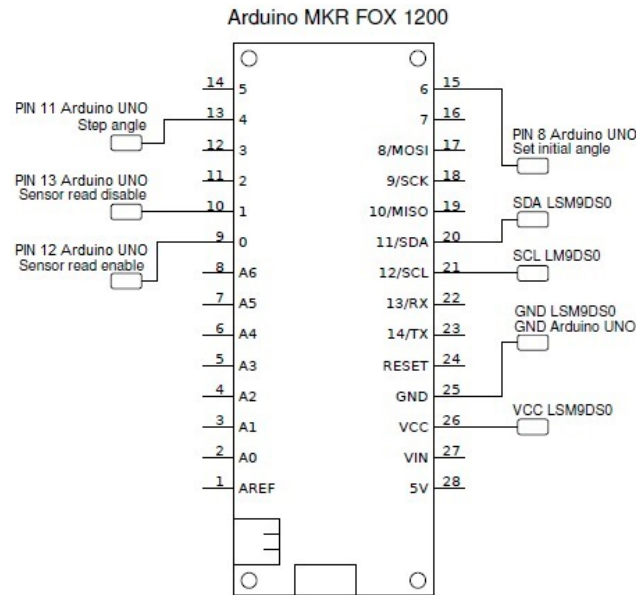 Arduino MKR FOX 1200
PIN 11 Arduino UNO
Step angle
PIN 13 Arduino UNO
Sensor read disable
PIN 12 Arduino UNO
Sensor read enable
14 5
13 4
12 3
11 2
10 1
9 0
8 A6
7 A5
6 A4
5 A3
4 A2
3 A1
2 A0
1 AREF
6 15
7 16
8/MOSI 17
9/SCK 18
10/MISO 19
11/SDA 20
12/SCL 21
13/RX 22
14/TX 23
RESET 24
GND 25
VCC 26
VIN 27
5V 28
PIN 8 Arduino UNO
Set initial angle
SDA LSM9DS0
SCL LM9DS0
GND LSM9DS0
GND Arduino UNO
VCC LSM9DS0